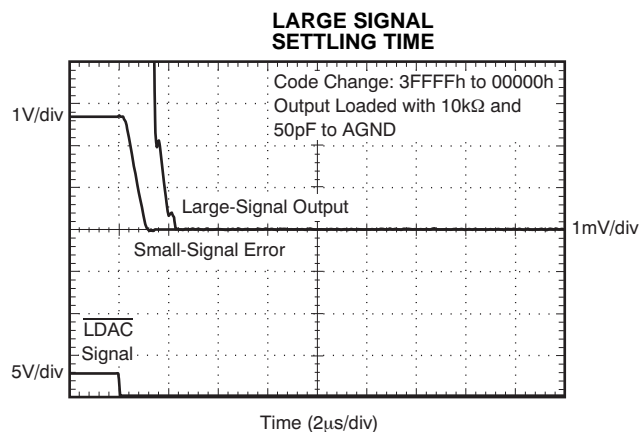 LARGE SIGNAL
SETTLING TIME
Code Change: 3FFFFh to 00000h
Output Loaded with 10kΩ and
50pF to AGND
1V/div
Large-Signal Output
1mV/div
Small-Signal Error
LDAC
Signal
5V/div
Time (2µs/div)